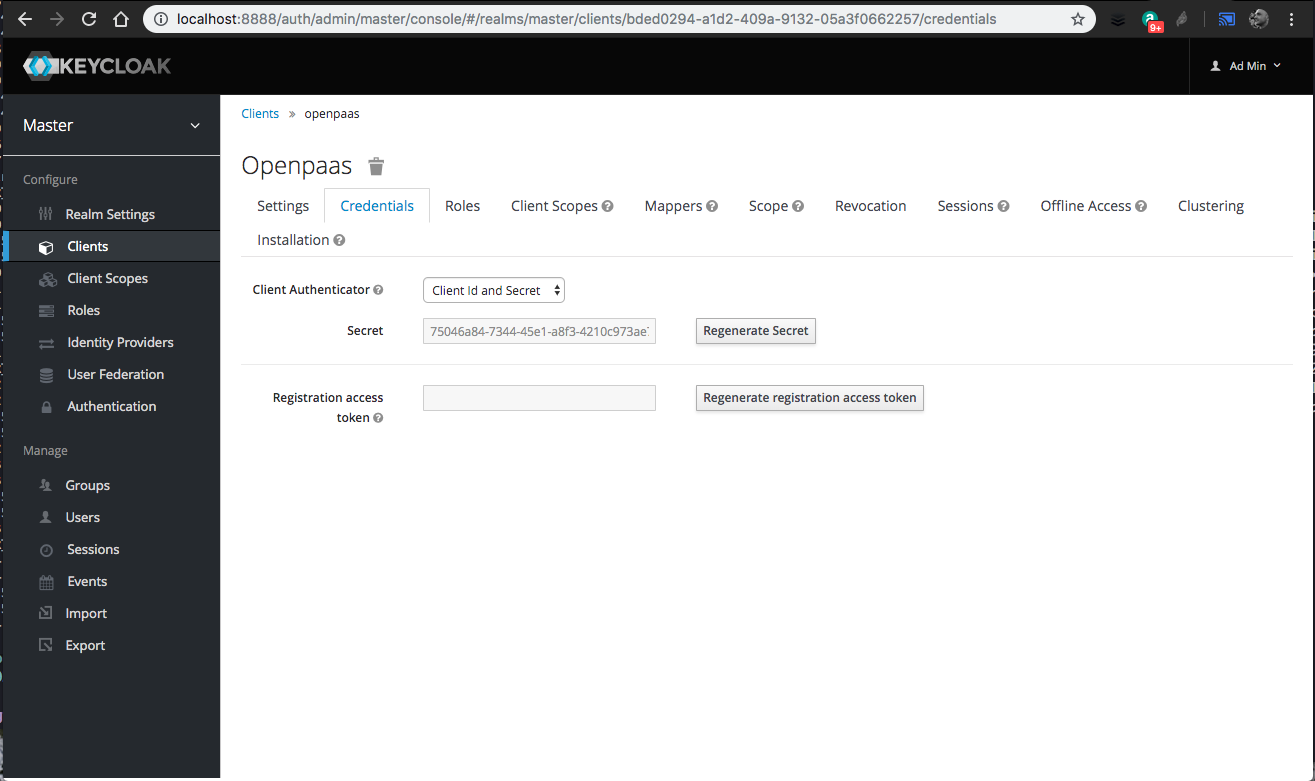 localhost:8888/auth/admin/master/console/#/realms/master/clients/bded0294-a1d2-409a-9132-05a3f0662257/credentials
a
9+
KEYCLOAK
Ad Min
Master
Clients » openpaas
Openpaas
Configure
Realm Settings
Clients
Client Scopes
Roles
Identity Providers
User Federation
Authentication
Manage
Groups
Users
Sessions
Events
Import
Export
Settings Credentials Roles Client Scopes ? Mappers ? Scope ? Revocation Sessions ? Offline Access ? Clustering
Installation ?
Client Authenticator ? Client Id and Secret
Secret 75046a84-7344-45e1-a8f3-4210c973ae Regenerate Secret
Registration access
token ?
Regenerate registration access token